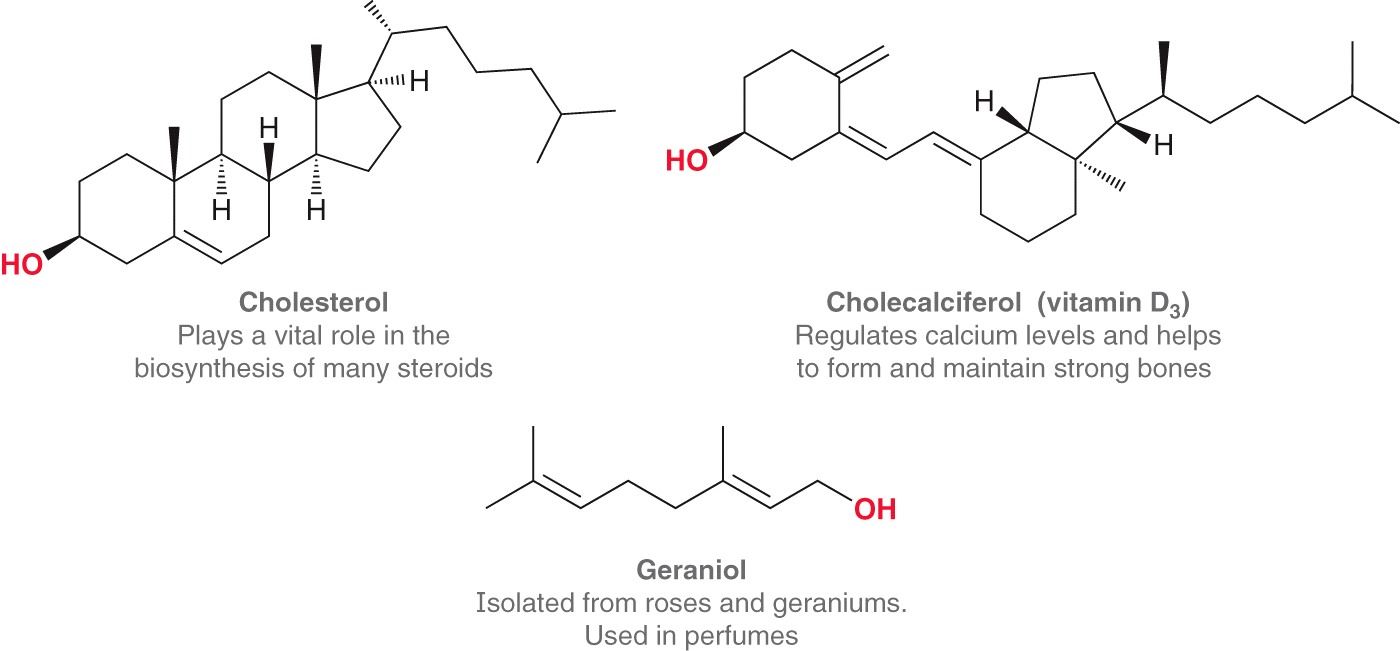 H
H
H
H
HO
Cholesterol
Plays a vital role in the
biosynthesis of many steroids
H
H
HO
Cholecalciferol (vitamin D₃)
Regulates calcium levels and helps
to form and maintain strong bones
OH
Geraniol
Isolated from roses and geraniums.
Used in perfumes